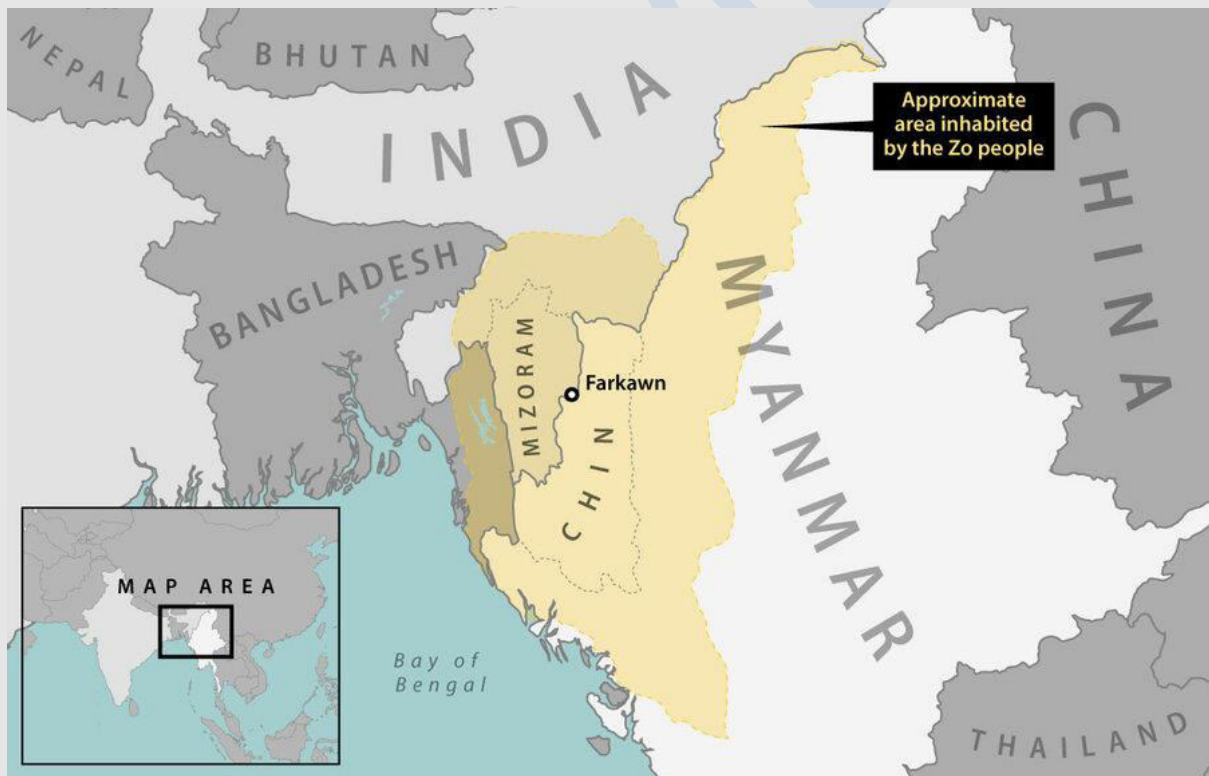 NEPAL
BHUTAN
INDIA
CHINA
Approximate
area inhabited
by the Zo people
BANGLADESH
MYANMAR
MIZORAM
Farkawn
CHIN
MAP AREA
Bay of
Bengal
THAILAND